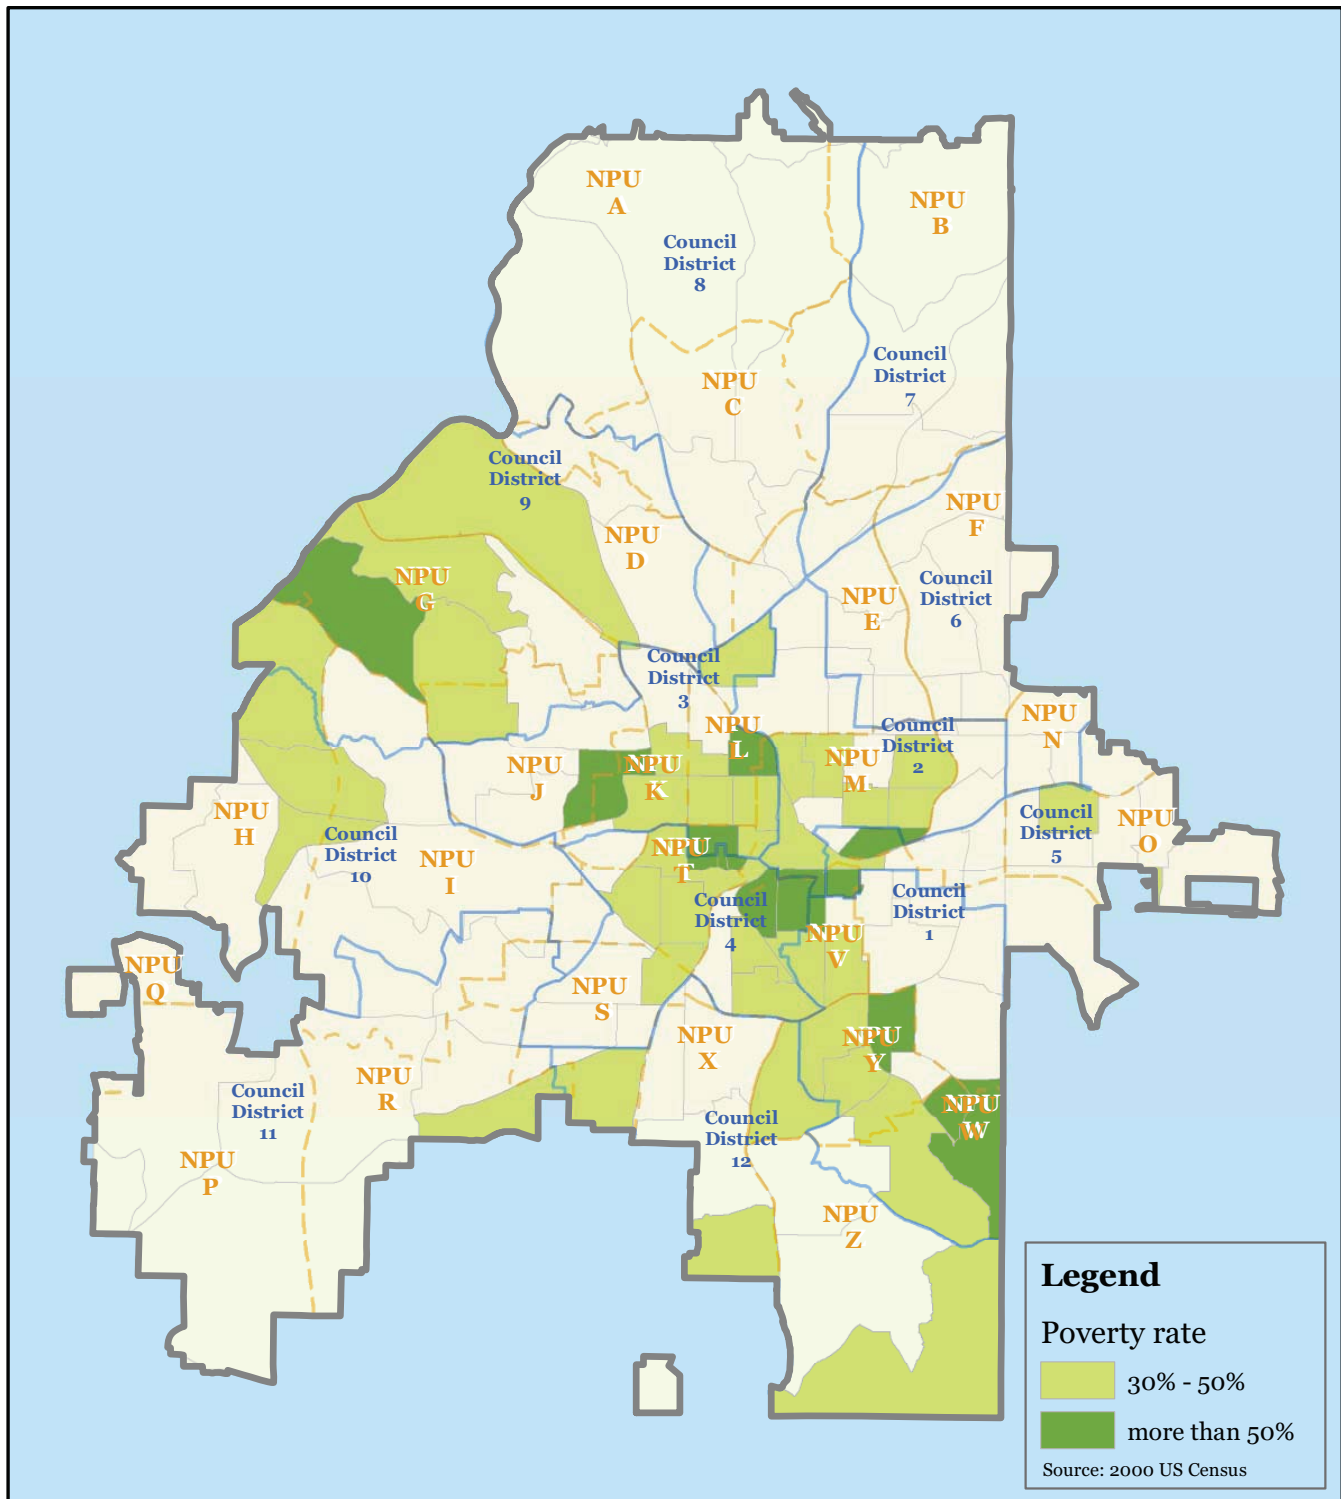 NPU
A
NPU
B
Council
District
8
Council
District
7
NPU
C
Council
District
9
NPU
F
NPU
D
NPU
G
Council
District
6
NPU
E
Council
District
3
NPU
N
NPU
L
Council
District
2
NPU
J
NPU
K
NPU
M
NPU
H
Council
District
5
NPU
O
Council
District
10
NPU
I
NPU
T
Council
District
4
Council
District
1
NPU
V
NPU
Q
NPU
S
NPU
X
NPU
Y
NPU
R
Council
District
11
NPU
W
Council
District
12
NPU
P
NPU
Z
Legend
Poverty rate
30% - 50%
more than 50%
Source: 2000 US Census